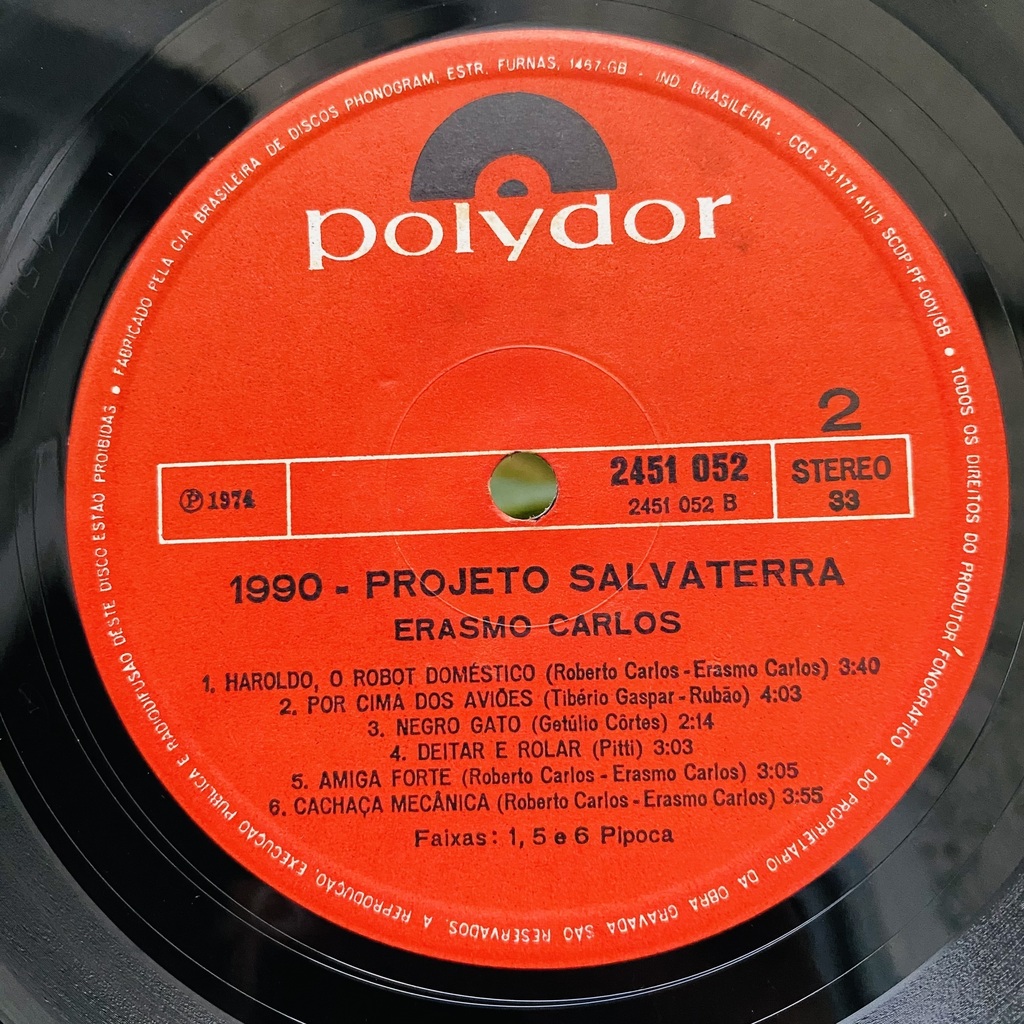 FABRICADO PELA CIA BRASILEIRA DE DISCOS PHONOGRAM, ESTR. FURNAS, 1467-GB - IND. BRASILEIRA - CGC 33.177.411/3 SCDP-PF-001/GB • TODOS OS DIREITOS DO PRODUTOR FONOGRÁFICO E DO PROPRIETÁRIO DA OBRA GRAVADA SÃO RESERVADOS. A REPRODUÇÃO, EXECUÇÃO PÚBLICA E RADIODIFUSÃO DESTE DISCO ESTÃO PROIBIDAS •
polydor
2
℗ 1974
2451 052
2451 052 B
STEREO
33
1990 - PROJETO SALVATERRA
ERASMO CARLOS
1. HAROLDO, O ROBOT DOMÉSTICO (Roberto Carlos - Erasmo Carlos) 3:40
2. POR CIMA DOS AVIÕES (Tibério Gaspar - Rubão) 4:03
3. NEGRO GATO (Getúlio Côrtes) 2:14
4. DEITAR E ROLAR (Pitti) 3:03
5. AMIGA FORTE (Roberto Carlos - Erasmo Carlos) 3:05
6. CACHAÇA MECÂNICA (Roberto Carlos - Erasmo Carlos) 3:55
Faixas: 1, 5 e 6 Pipoca